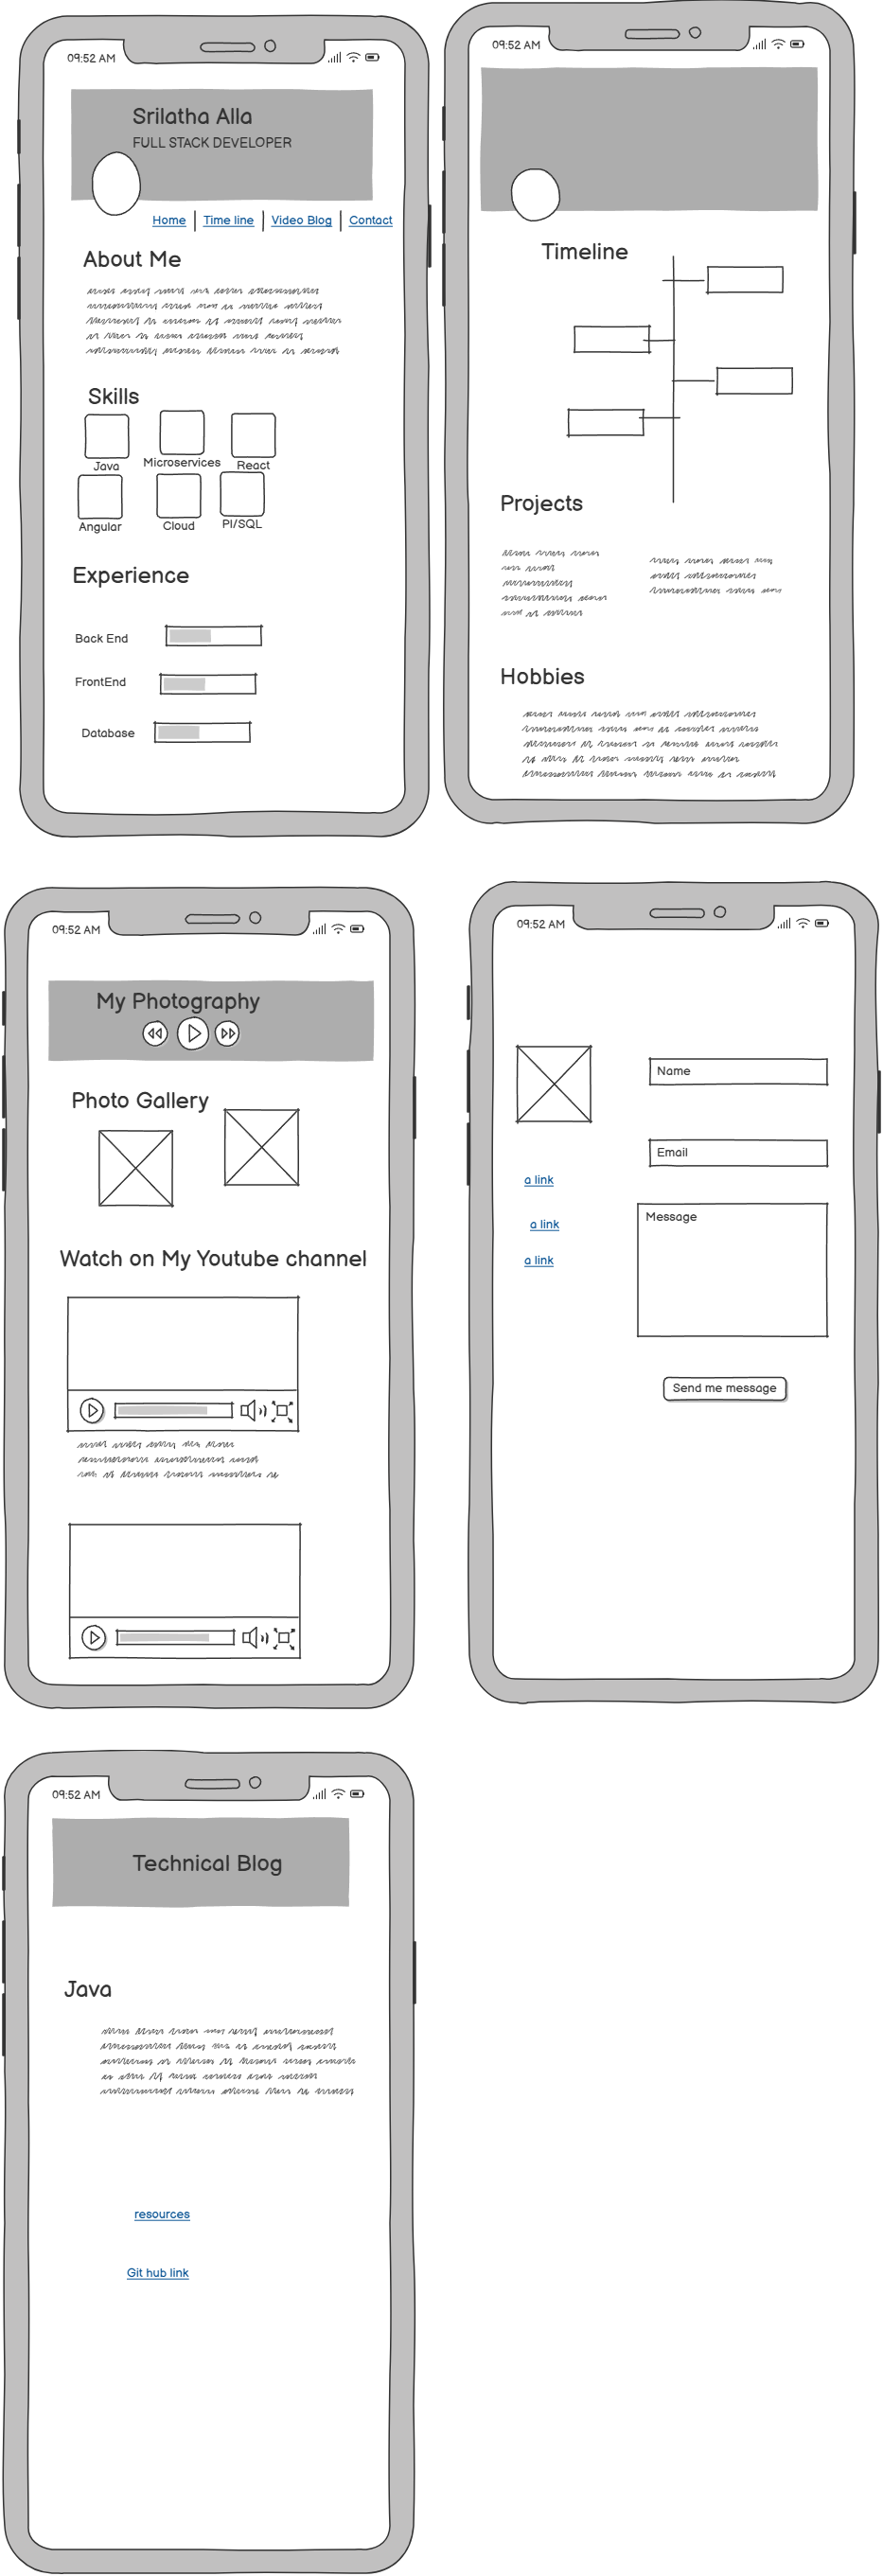 09:52 AM
Srilatha Alla
FULL STACK DEVELOPER
Home | Time line | Video Blog | Contact
About Me
Skills
Java Microservices React
Angular Cloud Pl/SQL
Experience
Back End
FrontEnd
Database
09:52 AM
Timeline
Projects
Hobbies
09:52 AM
My Photography
Photo Gallery
Watch on My Youtube channel
09:52 AM
Name
Email
a link
a link
a link
Message
Send me message
09:52 AM
Technical Blog
Java
resources
Git hub link